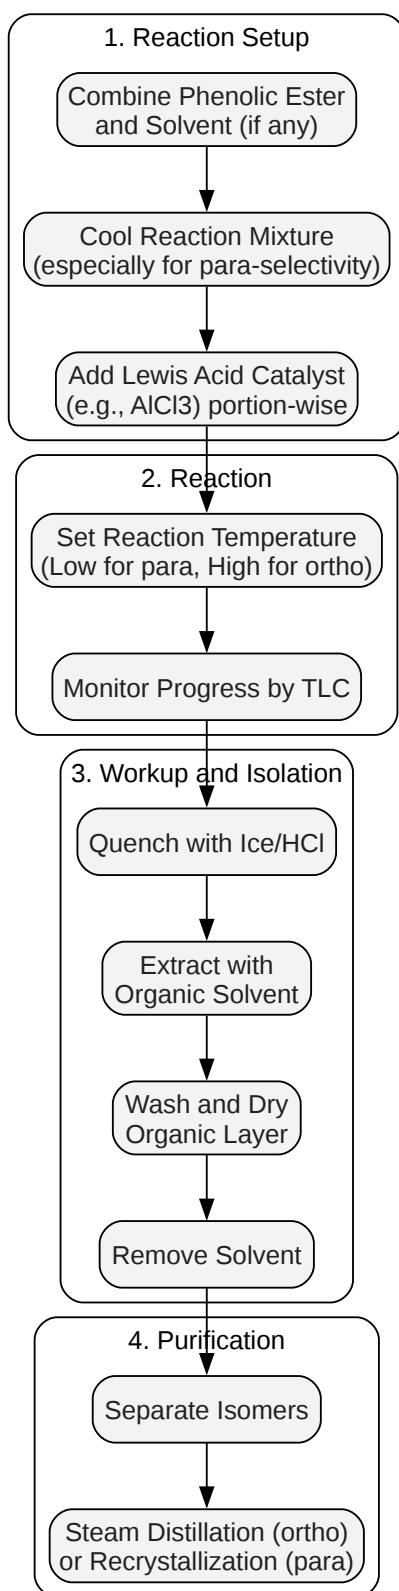 1. Reaction Setup
Combine Phenolic Ester
and Solvent (if any)
Cool Reaction Mixture
(especially for para-selectivity)
Add Lewis Acid Catalyst
(e.g., AlCl3) portion-wise
2. Reaction
Set Reaction Temperature
(Low for para, High for ortho)
Monitor Progress by TLC
3. Workup and Isolation
Quench with Ice/HCl
Extract with
Organic Solvent
Wash and Dry
Organic Layer
Remove Solvent
4. Purification
Separate Isomers
Steam Distillation (ortho)
or Recrystallization (para)